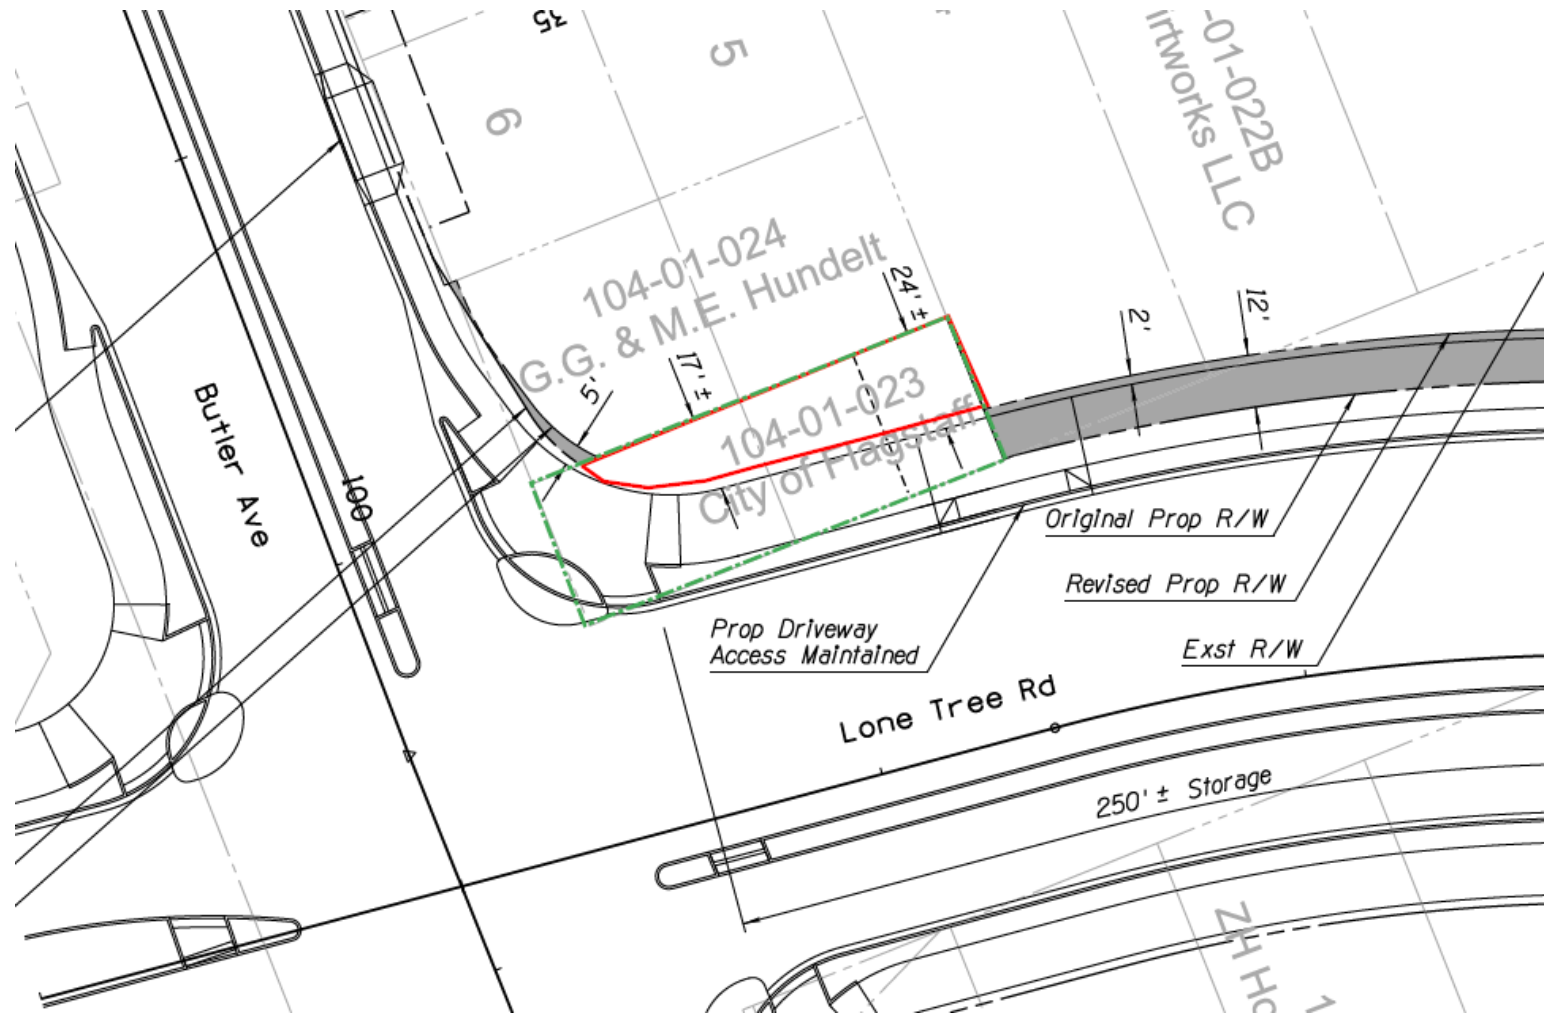 35
5
6
-01-022B
irtworks LLC
104-01-024
G.G. & M.E. Hundelt
24' ±
17' ±
5'
2'
12'
104-01-023
City of Flagstaff
Butler Ave
100
Original Prop R/W
Revised Prop R/W
Exst R/W
Prop Driveway
Access Maintained
Lone Tree Rd
250' ± Storage
ZH Ho
1